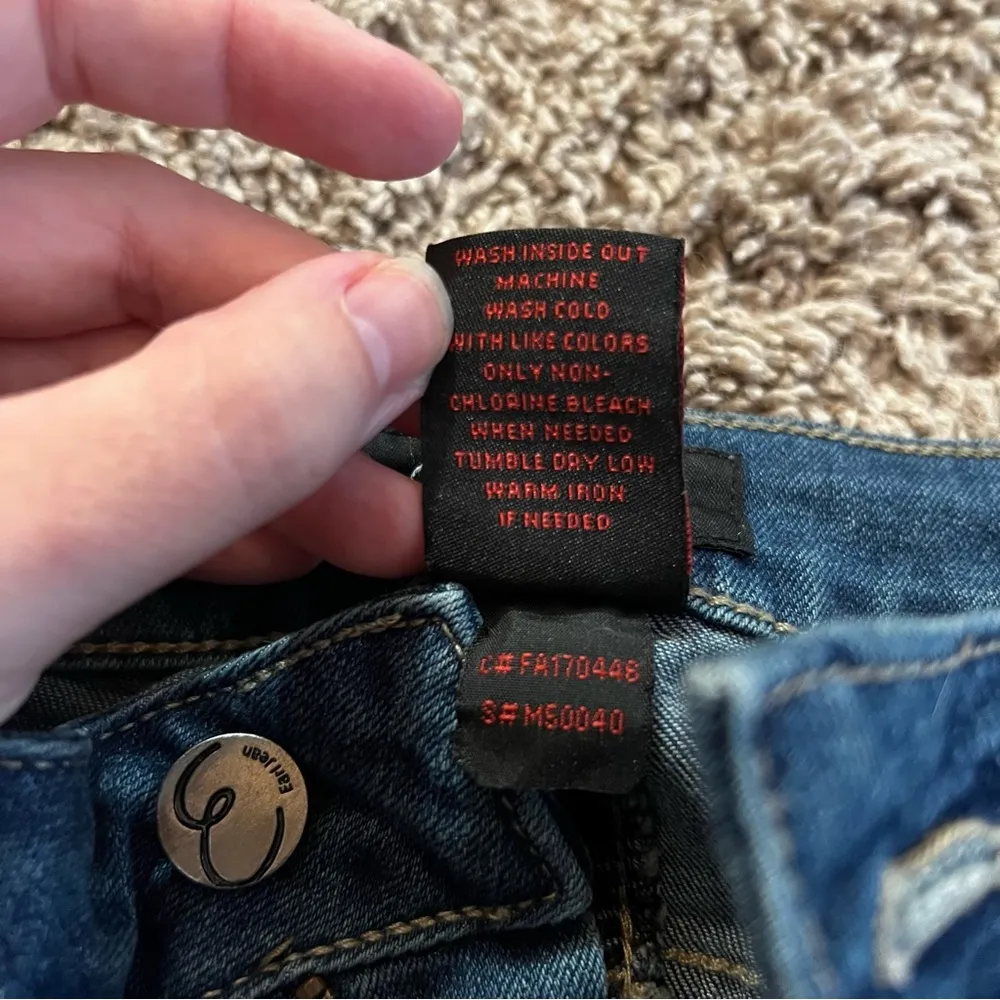 WASH INSIDE OUT
MACHINE
WASH COLD
WITH LIKE COLORS
ONLY NON-
CHLORINE BLEACH
WHEN NEEDED
TUMBLE DRY LOW
WARM IRON
IF NEEDED
C# FA170448
S# M50040
Earl Jean